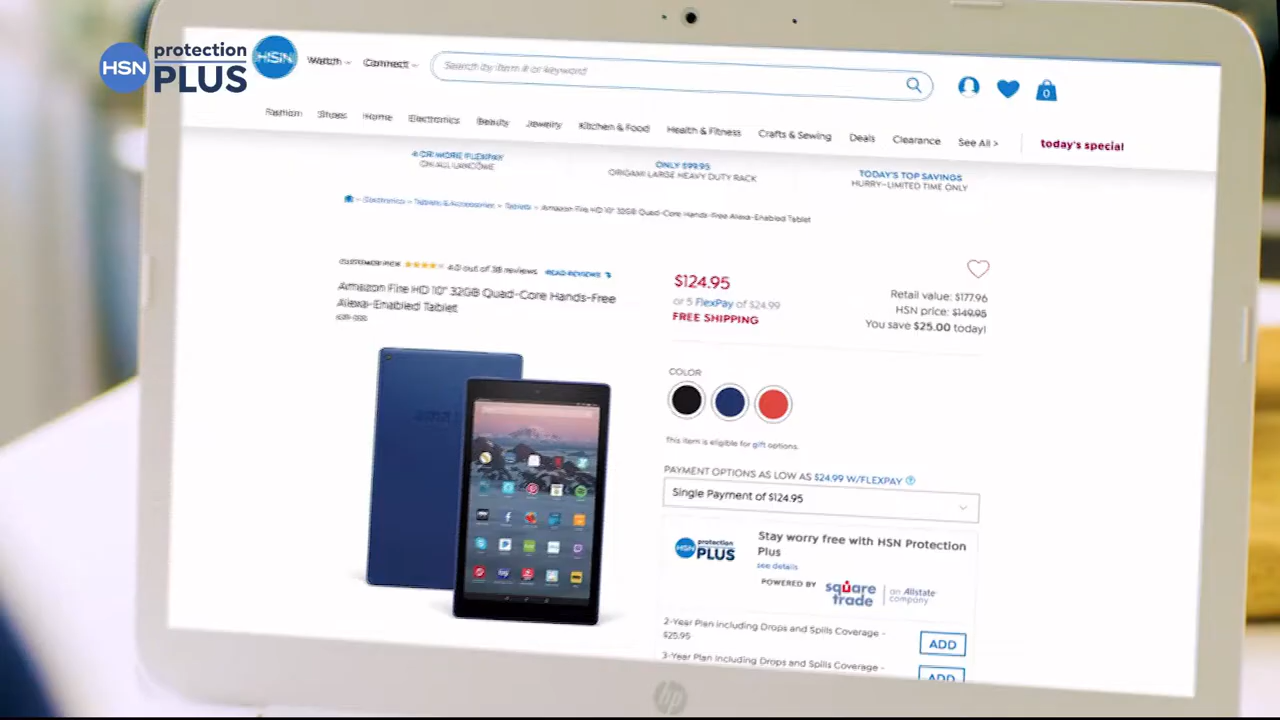 HSN protection PLUS
HSN
Watch Connect Search by item # or keyword 0
Fashion Shoes Home Electronics Beauty Jewelry Kitchen & Food Health & Fitness Crafts & Sewing Deals Clearance See All > today's special
4 OR MORE FLEXPAY
ON ALL LANCÔME
ONLY $99.95
ORIGAMI LARGE HEAVY DUTY RACK
TODAY'S TOP SAVINGS
HURRY-LIMITED TIME ONLY
Electronics > Tablets & Accessories > Tablets > Amazon Fire HD 10" 32GB Quad-Core Hands-Free Alexa-Enabled Tablet
CUSTOMER PICK 4.0 out of 38 reviews READ REVIEWS
Amazon Fire HD 10" 32GB Quad-Core Hands-Free
Alexa-Enabled Tablet
$124.95
or 5 FlexPay of $24.99
FREE SHIPPING
Retail value: $177.96
HSN price: $149.95
You save $25.00 today!
COLOR
This item is eligible for gift options.
PAYMENT OPTIONS AS LOW AS $24.99 W/FLEXPAY ?
Single Payment of $124.95
HSN protection PLUS
Stay worry free with HSN Protection
Plus
see details
POWERED BY square trade | an Allstate company
2-Year Plan including Drops and Spills Coverage -
$25.95
ADD
3-Year Plan including Drops and Spills Coverage -
ADD
hp